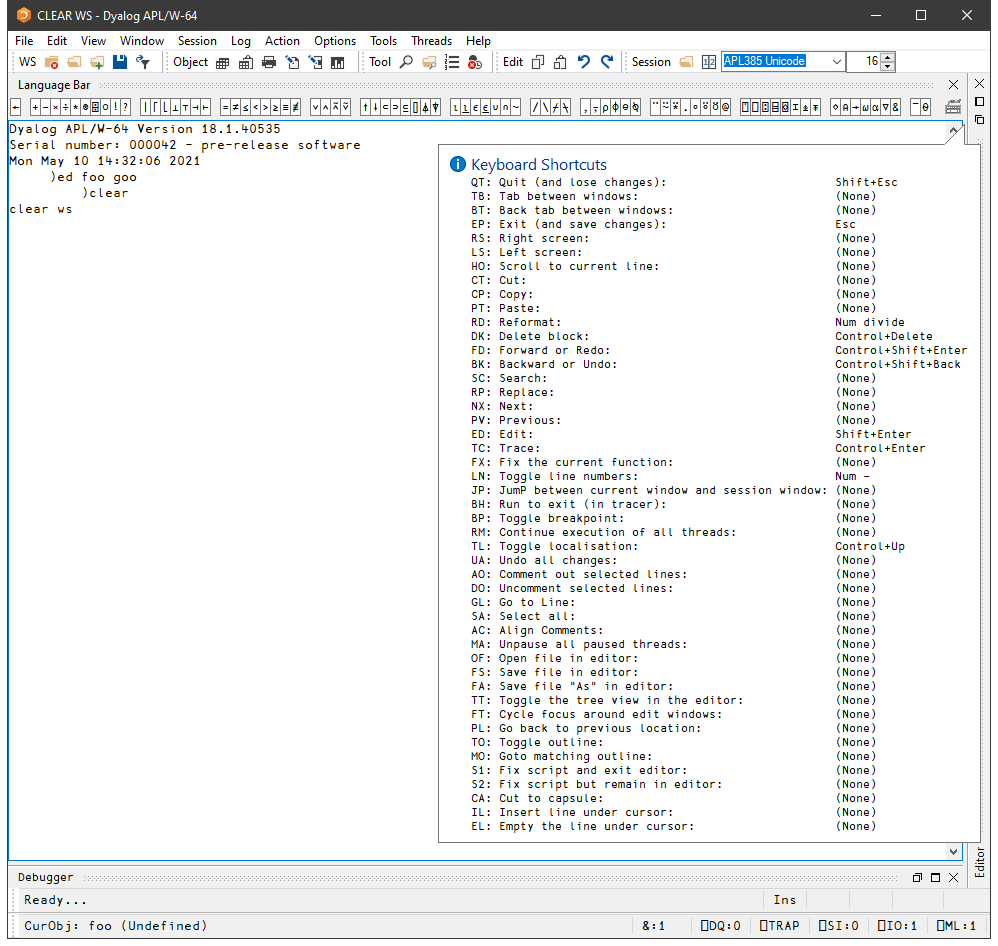 CLEAR WS - Dyalog APL/W-64
File Edit View Window Session Log Action Options Tools Threads Help
WS Object Tool Edit Session APL385 Unicode 16
Language Bar
← + - × ÷ * ⍟ ⌹ ○ ! ? | ⌈ ⌊ ⊥ ⊤ ⊣ ⊢ = ≠ ≤ < > ≥ ≡ ≢ ∨ ∧ ⍲ ⍱ ↑ ↓ ⊂ ⊃ ⊆ ⌷ ⍋ ⍒ ⍳ ⍸ ∊ ⍷ ∪ ∩ ~ / \ ⌿ ⍀ , ⍪ ⍴ ⌽ ⊖ ⍉ ¨ ⍨ ⍣ . ∘ ⍤ ⍥ @ ⍞ ⎕ ⍠ ⌸ ⌺ ⌶ ⍎ ⍕ ⋄ ⍝ → ⍵ ⍺ ∇ & ¯ ⍬
Dyalog APL/W-64 Version 18.1.40535
Serial number: 000042 - pre-release software
Mon May 10 14:32:06 2021
)ed foo goo
)clear
clear ws
Keyboard Shortcuts
QT: Quit (and lose changes): Shift+Esc
TB: Tab between windows: (None)
BT: Back tab between windows: (None)
EP: Exit (and save changes): Esc
RS: Right screen: (None)
LS: Left screen: (None)
HO: Scroll to current line: (None)
CT: Cut: (None)
CP: Copy: (None)
PT: Paste: (None)
RD: Reformat: Num divide
DK: Delete block: Control+Delete
FD: Forward or Redo: Control+Shift+Enter
BK: Backward or Undo: Control+Shift+Back
SC: Search: (None)
RP: Replace: (None)
NX: Next: (None)
PV: Previous: (None)
ED: Edit: Shift+Enter
TC: Trace: Control+Enter
FX: Fix the current function: (None)
LN: Toggle line numbers: Num -
JP: JumP between current window and session window: (None)
BH: Run to exit (in tracer): (None)
BP: Toggle breakpoint: (None)
RM: Continue execution of all threads: (None)
TL: Toggle localisation: Control+Up
UA: Undo all changes: (None)
AO: Comment out selected lines: (None)
DO: Uncomment selected lines: (None)
GL: Go to Line: (None)
SA: Select all: (None)
AC: Align Comments: (None)
MA: Unpause all paused threads: (None)
OF: Open file in editor: (None)
FS: Save file in editor: (None)
FA: Save file "As" in editor: (None)
TT: Toggle the tree view in the editor: (None)
FT: Cycle focus around edit windows: (None)
PL: Go back to previous location: (None)
TO: Toggle outline: (None)
MO: Goto matching outline: (None)
S1: Fix script and exit editor: (None)
S2: Fix script but remain in editor: (None)
CA: Cut to capsule: (None)
IL: Insert line under cursor: (None)
EL: Empty the line under cursor: (None)
Editor
Debugger
Ready... Ins
CurObj: foo (Undefined) &:1 ⎕DQ:0 ⎕TRAP ⎕SI:0 ⎕IO:1 ⎕ML:1